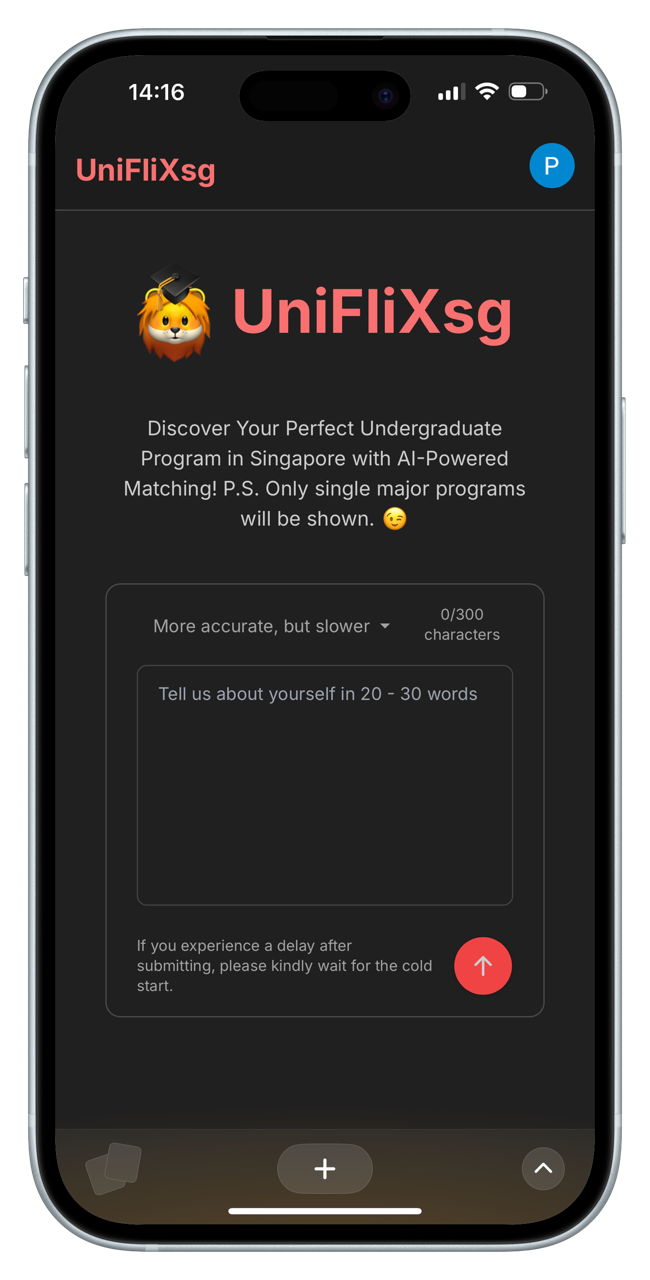 14:16
UniFliXsg
P
UniFliXsg
Discover Your Perfect Undergraduate
Program in Singapore with AI-Powered
Matching! P.S. Only single major programs
will be shown. 😉
More accurate, but slower
0/300
characters
Tell us about yourself in 20 - 30 words
If you experience a delay after
submitting, please kindly wait for the cold
start.